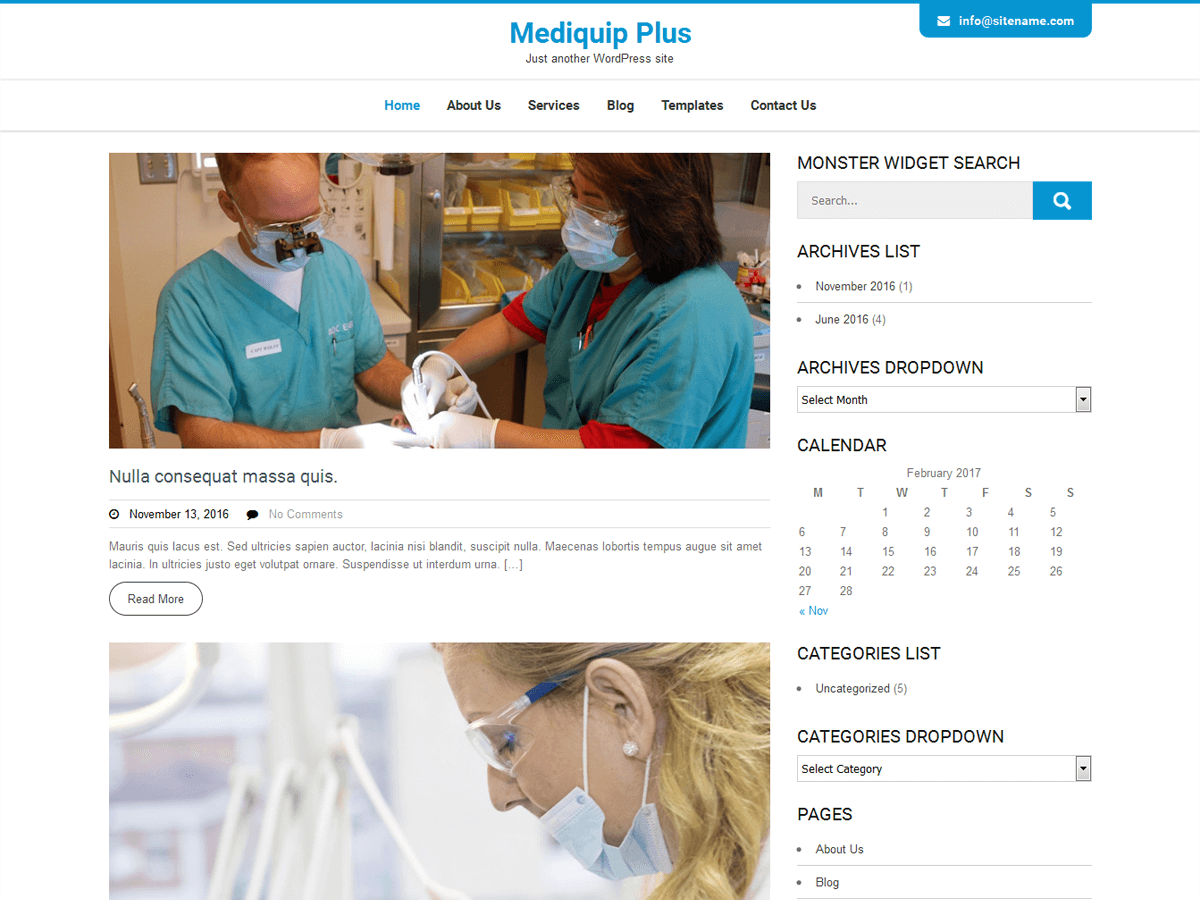 info@sitename.com
Mediquip Plus
Just another WordPress site
Home About Us Services Blog Templates Contact Us
Nulla consequat massa quis.
November 13, 2016 No Comments
Mauris quis lacus est. Sed ultricies sapien auctor, lacinia nisi blandit, suscipit nulla. Maecenas lobortis tempus augue sit amet
lacinia. In ultricies justo eget volutpat ornare. Suspendisse ut interdum urna. […]
Read More
MONSTER WIDGET SEARCH
Search...
ARCHIVES LIST
November 2016 (1)
June 2016 (4)
ARCHIVES DROPDOWN
Select Month
CALENDAR
February 2017
M T W T F S S
1 2 3 4 5
6 7 8 9 10 11 12
13 14 15 16 17 18 19
20 21 22 23 24 25 26
27 28
« Nov
CATEGORIES LIST
Uncategorized (5)
CATEGORIES DROPDOWN
Select Category
PAGES
About Us
Blog